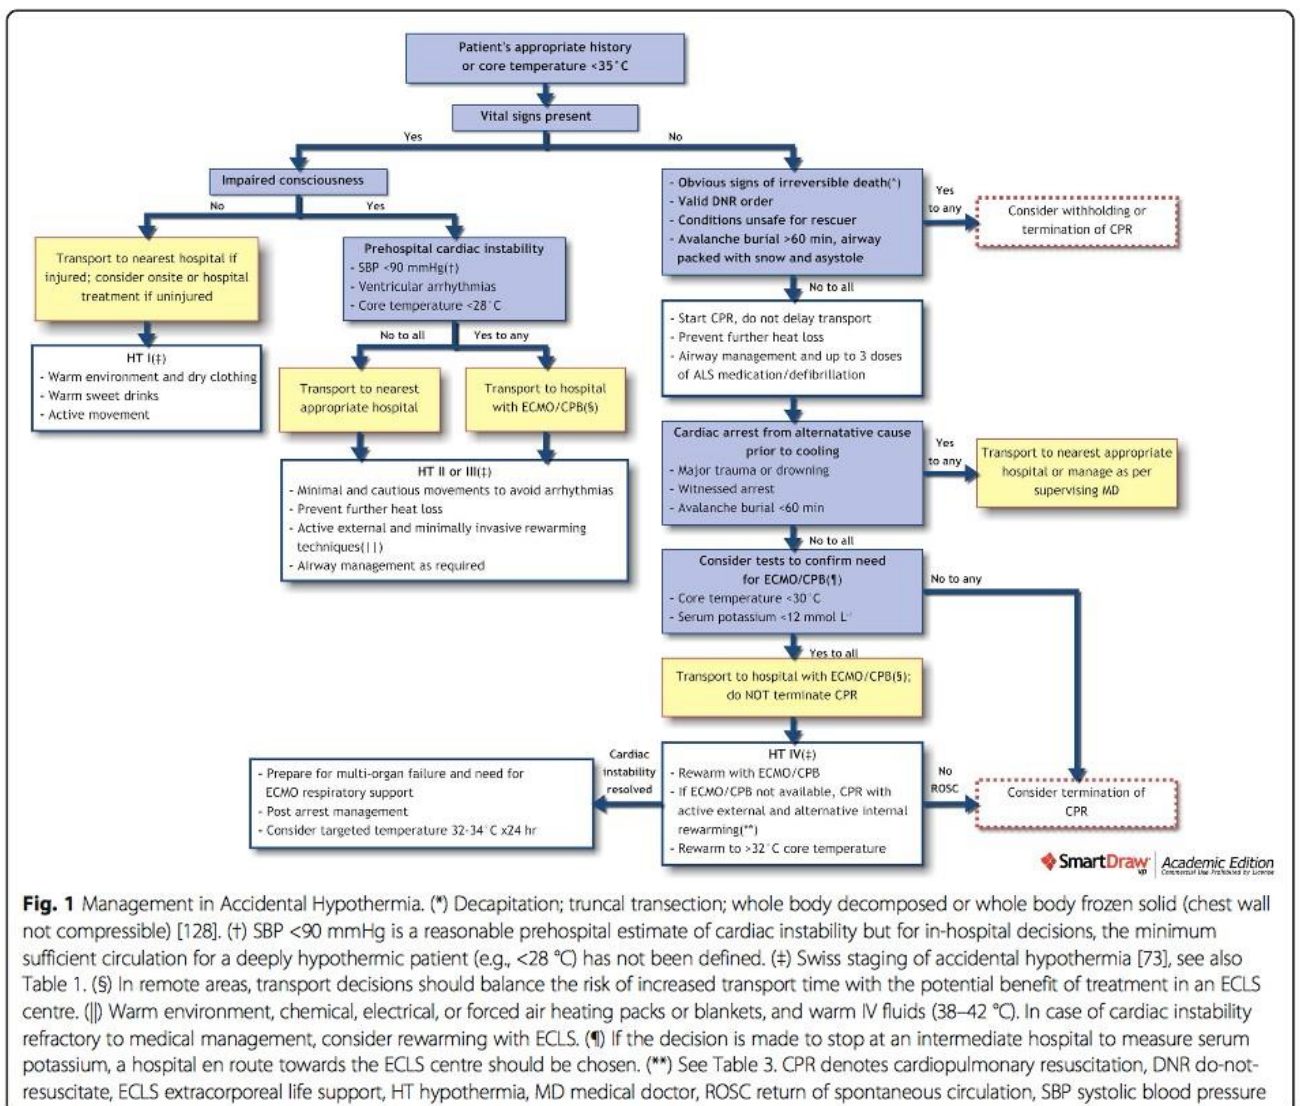 Patient's appropriate history
or core temperature <35°C
Vital signs present
Yes
No
Impaired consciousness
No
Yes
Transport to nearest hospital if
injured; consider onsite or hospital
treatment if uninjured
HT I(‡)
- Warm environment and dry clothing
- Warm sweet drinks
- Active movement
Prehospital cardiac instability
- SBP <90 mmHg(†)
- Ventricular arrhythmias
- Core temperature <28°C
No to all
Yes to any
Transport to nearest
appropriate hospital
Transport to hospital
with ECMO/CPB(§)
HT II or III(‡)
- Minimal and cautious movements to avoid arrhythmias
- Prevent further heat loss
- Active external and minimally invasive rewarming
techniques(||)
- Airway management as required
- Obvious signs of irreversible death(*)
- Valid DNR order
- Conditions unsafe for rescuer
- Avalanche burial >60 min, airway
packed with snow and asystole
Yes
to any
Consider withholding or
termination of CPR
No to all
- Start CPR, do not delay transport
- Prevent further heat loss
- Airway management and up to 3 doses
of ALS medication/defibrillation
Cardiac arrest from alternatative cause
prior to cooling
- Major trauma or drowning
- Witnessed arrest
- Avalanche burial <60 min
Yes
to any
Transport to nearest appropriate
hospital or manage as per
supervising MD
No to all
Consider tests to confirm need
for ECMO/CPB(¶)
- Core temperature <30°C
- Serum potassium <12 mmol L⁻¹
No to any
Yes to all
Transport to hospital with ECMO/CPB(§);
do NOT terminate CPR
HT IV(‡)
- Rewarm with ECMO/CPB
- If ECMO/CPB not available, CPR with
active external and alternative internal
rewarming(**)
- Rewarm to >32°C core temperature
Cardiac
instability
resolved
- Prepare for multi-organ failure and need for
ECMO respiratory support
- Post arrest management
- Consider targeted temperature 32-34°C x24 hr
No
ROSC
Consider termination of
CPR
SmartDraw VP Academic Edition
Commercial Use Prohibited by License
Fig. 1 Management in Accidental Hypothermia. (*) Decapitation; truncal transection; whole body decomposed or whole body frozen solid (chest wall
not compressible) [128]. (†) SBP <90 mmHg is a reasonable prehospital estimate of cardiac instability but for in-hospital decisions, the minimum
sufficient circulation for a deeply hypothermic patient (e.g., <28 °C) has not been defined. (‡) Swiss staging of accidental hypothermia [73], see also
Table 1. (§) In remote areas, transport decisions should balance the risk of increased transport time with the potential benefit of treatment in an ECLS
centre. (||) Warm environment, chemical, electrical, or forced air heating packs or blankets, and warm IV fluids (38–42 °C). In case of cardiac instability
refractory to medical management, consider rewarming with ECLS. (¶) If the decision is made to stop at an intermediate hospital to measure serum
potassium, a hospital en route towards the ECLS centre should be chosen. (**) See Table 3. CPR denotes cardiopulmonary resuscitation, DNR do-not-
resuscitate, ECLS extracorporeal life support, HT hypothermia, MD medical doctor, ROSC return of spontaneous circulation, SBP systolic blood pressure